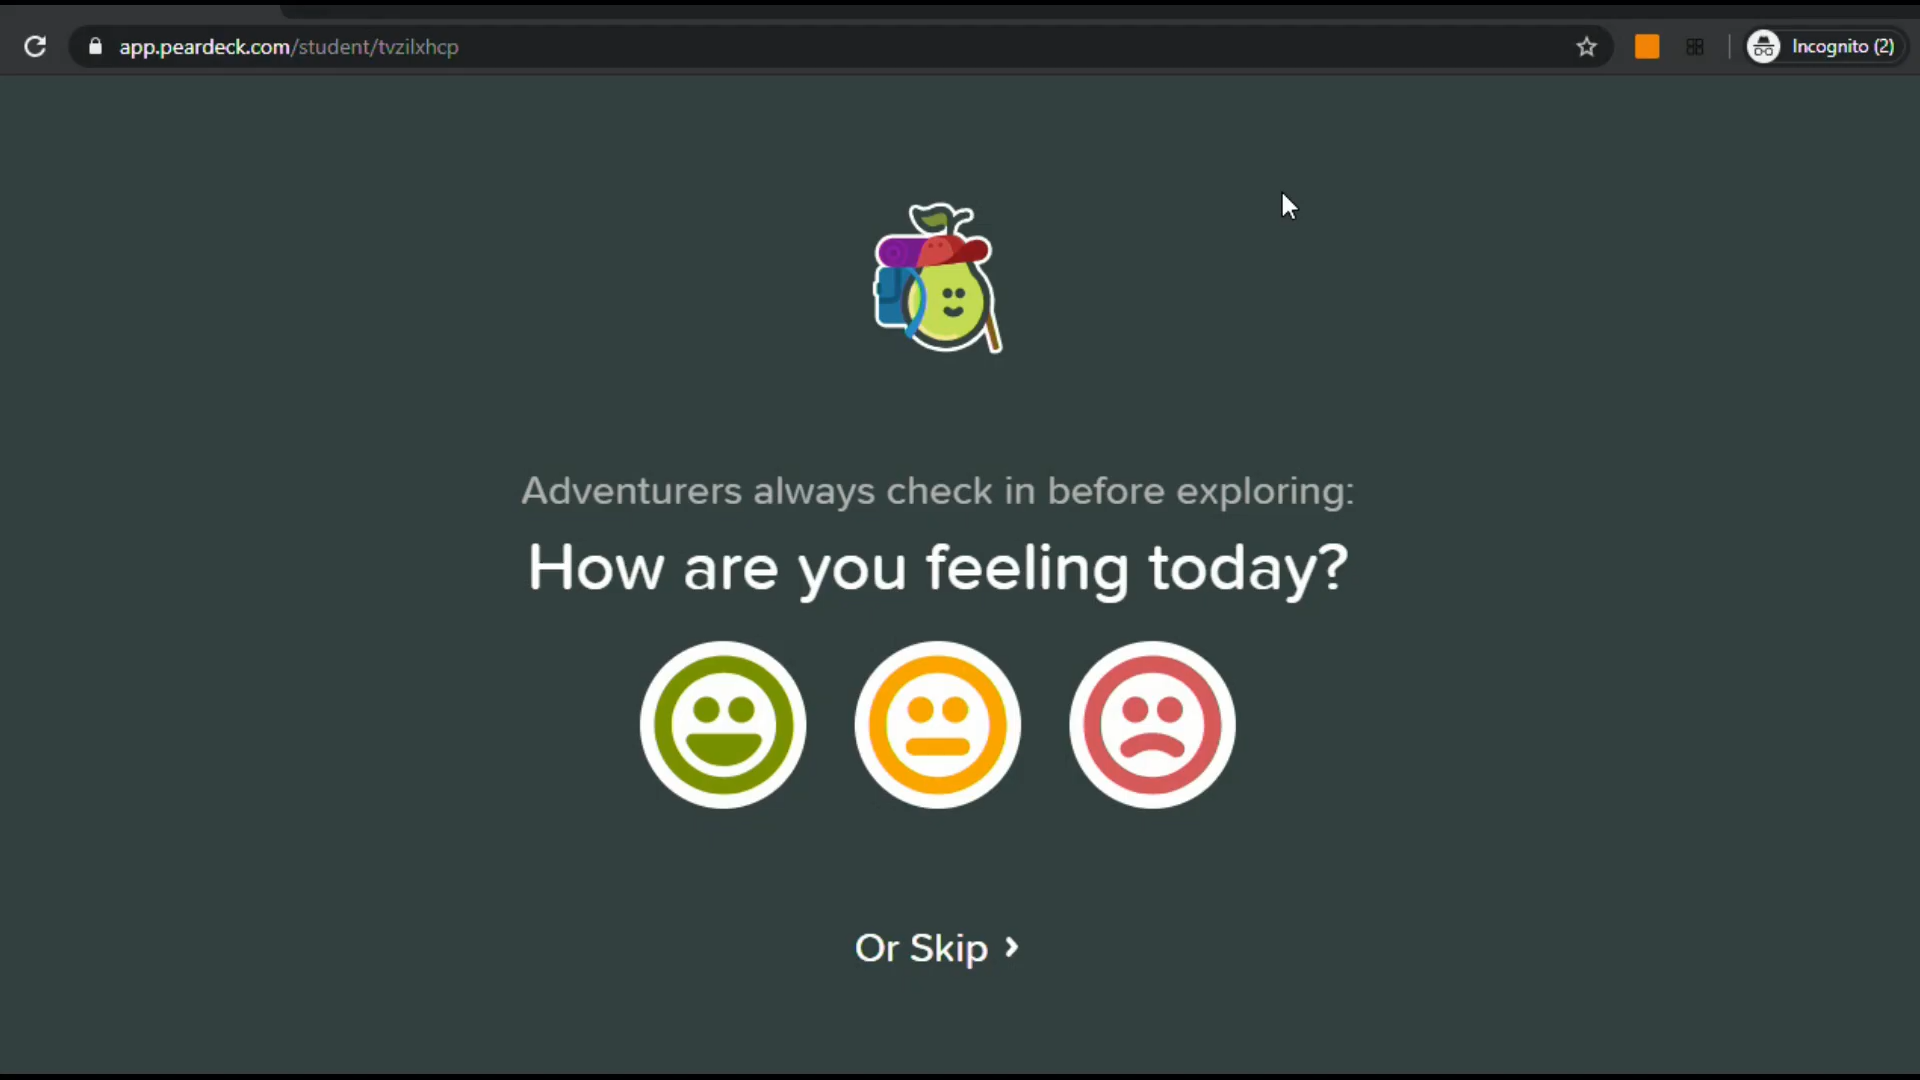 app.peardeck.com/student/tvzilxhcp
Incognito (2)
Adventurers always check in before exploring:
How are you feeling today?
Or Skip